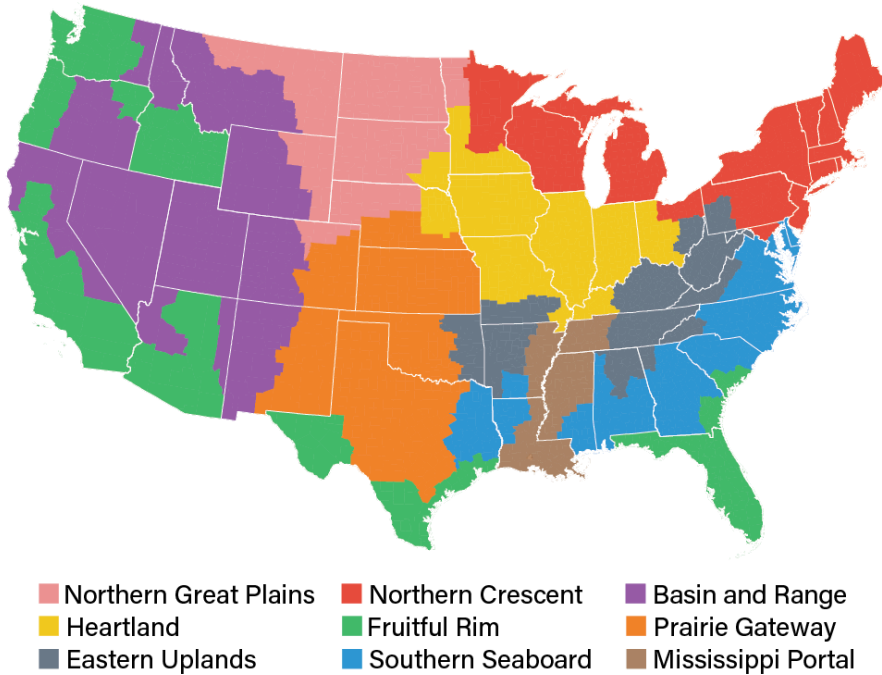 Northern Great Plains Northern Crescent Basin and Range
Heartland Fruitful Rim Prairie Gateway
Eastern Uplands Southern Seaboard Mississippi Portal